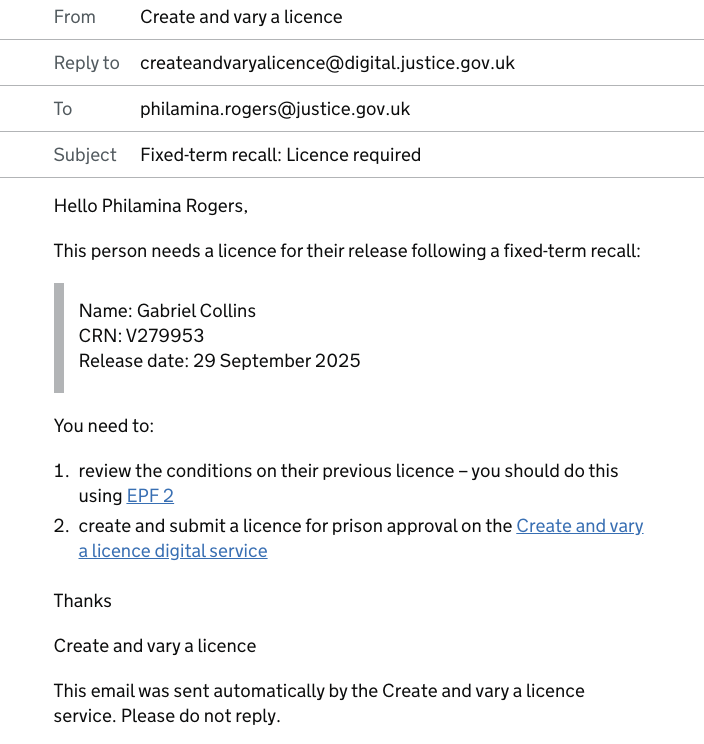 From Create and vary a licence
Reply to createandvaryalicence@digital.justice.gov.uk
To philamina.rogers@justice.gov.uk
Subject Fixed-term recall: Licence required
Hello Philamina Rogers,
This person needs a licence for their release following a fixed-term recall:
Name: Gabriel Collins
CRN: V279953
Release date: 29 September 2025
You need to:
1. review the conditions on their previous licence – you should do this
using EPF 2
2. create and submit a licence for prison approval on the Create and vary
a licence digital service
Thanks
Create and vary a licence
This email was sent automatically by the Create and vary a licence
service. Please do not reply.